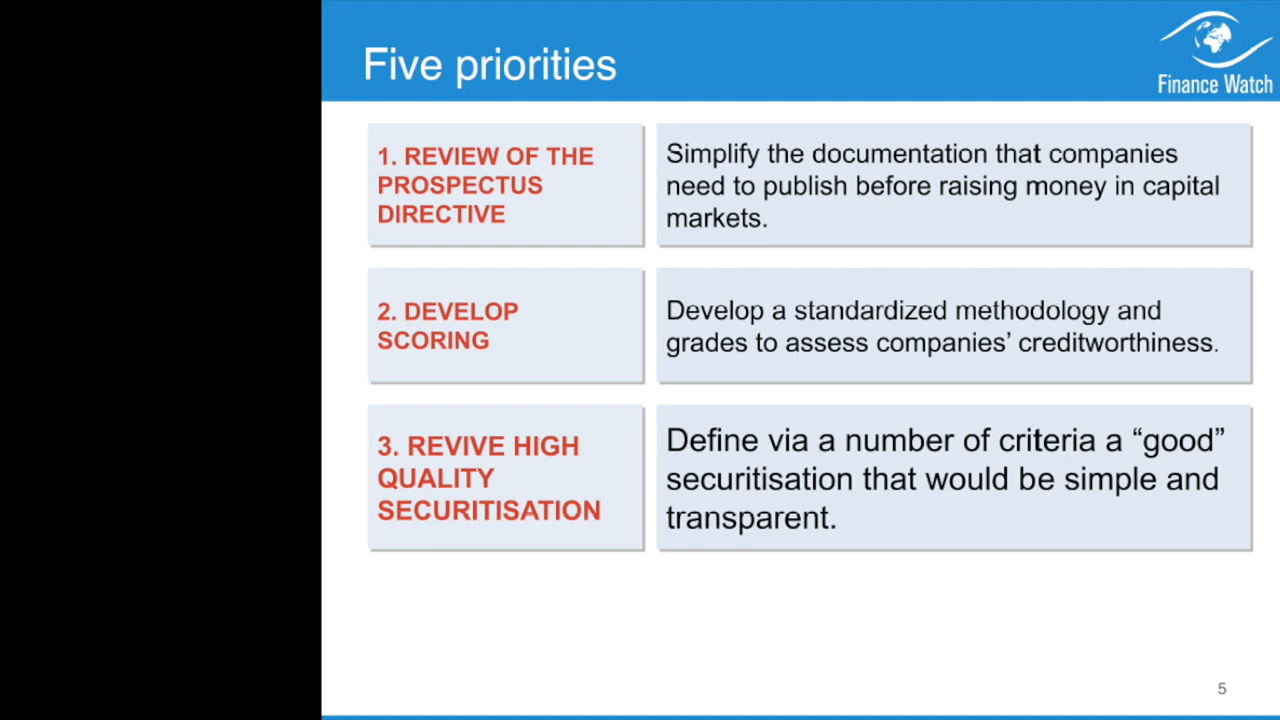 Five priorities
Finance Watch
1. REVIEW OF THE
PROSPECTUS
DIRECTIVE
Simplify the documentation that companies
need to publish before raising money in capital
markets.
2. DEVELOP
SCORING
Develop a standardized methodology and
grades to assess companies’ creditworthiness.
3. REVIVE HIGH
QUALITY
SECURITISATION
Define via a number of criteria a “good”
securitisation that would be simple and
transparent.
5